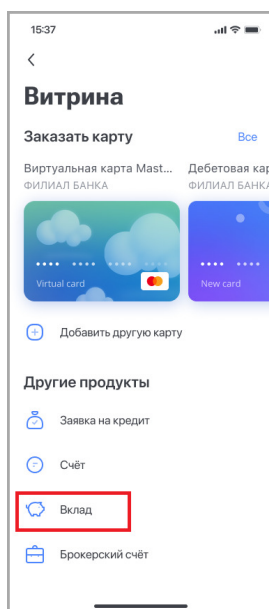 15:37
Витрина
Заказать карту Все
Виртуальная карта Mast... Дебетовая кар
ФИЛИАЛ БАНКА ФИЛИАЛ БАНКА
Virtual card New card
Добавить другую карту
Другие продукты
Заявка на кредит
Счёт
Вклад
Брокерский счёт